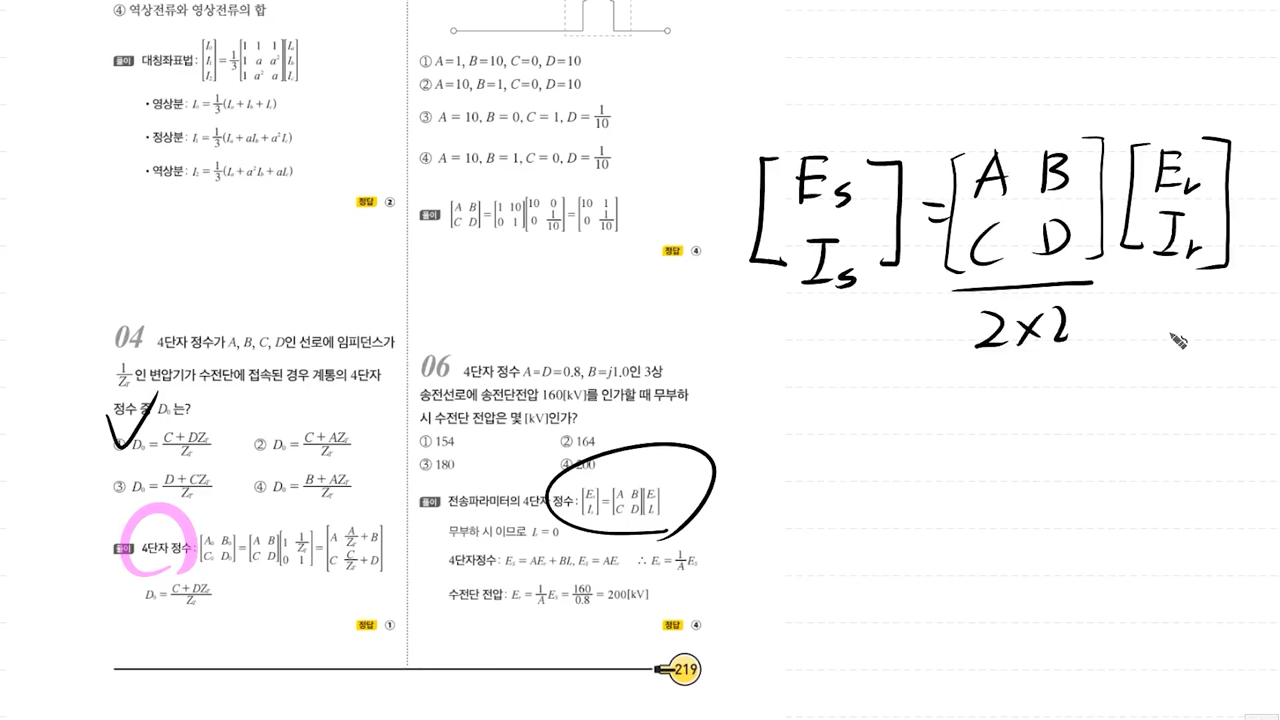 ④ 역상전류와 영상전류의 합
풀이 대칭좌표법: [I₀ I₁ I₂] = 1/3 [1 1 1; 1 a a²; 1 a² a] [Iₐ I_b I_c]
• 영상분: I₀ = 1/3(Iₐ + I_b + I_c)
• 정상분: I₁ = 1/3(Iₐ + aI_b + a²I_c)
• 역상분: I₂ = 1/3(Iₐ + a²I_b + aI_c)
정답 ②
04 4단자 정수가 A, B, C, D인 선로에 임피던스가
1/Z_T인 변압기가 수전단에 접속된 경우 계통의 4단자
정수 중 D₀는?
① D₀ = (C + DZ_T)/Z_T ② D₀ = (C + AZ_T)/Z_T
③ D₀ = (D + CZ_T)/Z_T ④ D₀ = (B + AZ_T)/Z_T
풀이 4단자 정수: [A₀ B₀; C₀ D₀] = [A B; C D] [1 1/Z_T; 0 1] = [A A/Z_T + B; C C/Z_T + D]
D₀ = (C + DZ_T)/Z_T
정답 ①
① A=1, B=10, C=0, D=10
② A=10, B=1, C=0, D=10
③ A = 10, B = 0, C = 1, D = 1/10
④ A = 10, B = 1, C = 0, D = 1/10
풀이 [A B; C D] = [1 10; 0 1] [10 0; 0 1/10] = [10 1; 0 1/10]
정답 ④
06 4단자 정수 A=D=0.8, B=j1.0인 3상
송전선로에 송전단전압 160[kV]를 인가할 때 무부하
시 수전단 전압은 몇 [kV]인가?
① 154 ② 164
③ 180 ④ 200
풀이 전송파라미터의 4단자 정수: [E_s I_s] = [A B; C D] [E_r I_r]
무부하 시 이므로 I_r = 0
4단자정수: E_S = AE_r + BI_r, E_S = AE_r ∴ E_r = 1/A E_S
수전단 전압: E_r = 1/A E_S = 160/0.8 = 200[kV]
정답 ④
219
[Es Is] = [A B; C D] [Er Ir]
2×2